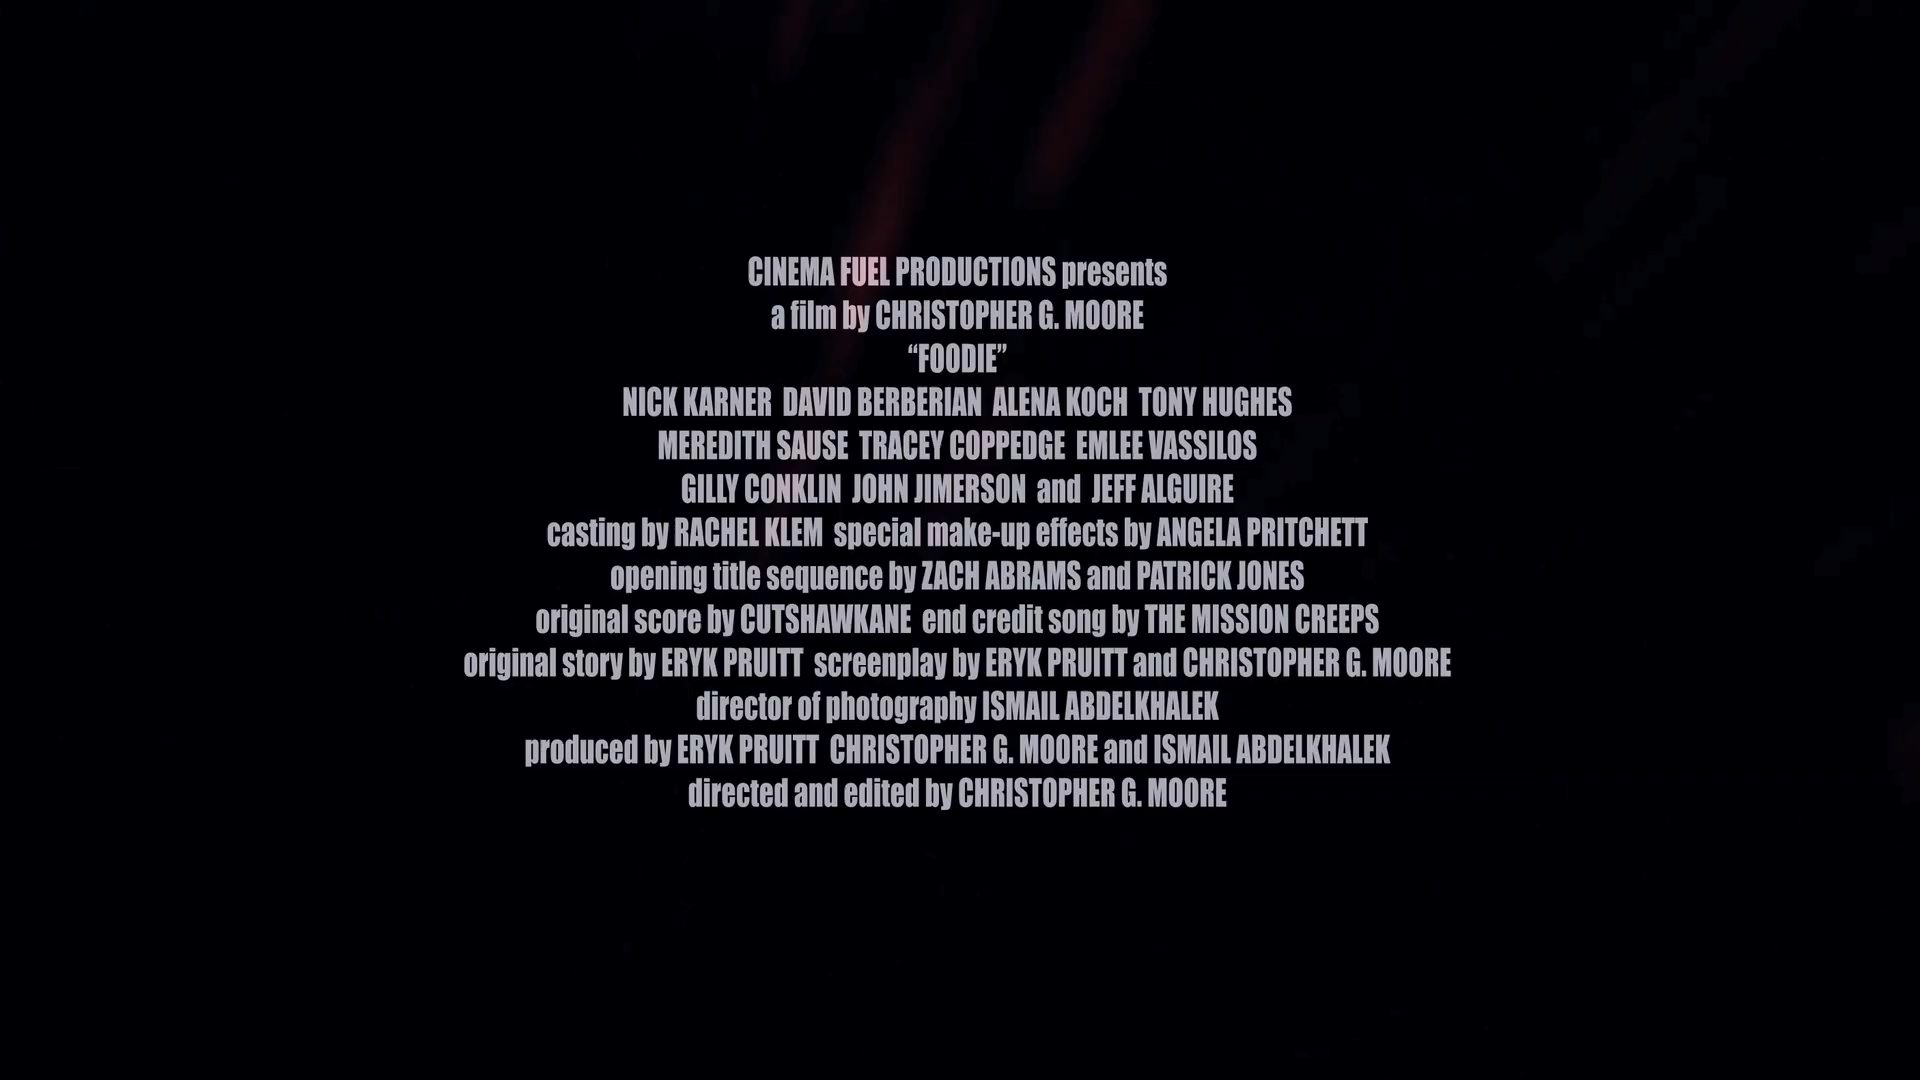 CINEMA FUEL PRODUCTIONS presents
a film by CHRISTOPHER G. MOORE
“FOODIE”
NICK KARNER DAVID BERBERIAN ALENA KOCH TONY HUGHES
MEREDITH SAUSE TRACEY COPPEDGE EMLEE VASSILOS
GILLY CONKLIN JOHN JIMERSON and JEFF ALGUIRE
casting by RACHEL KLEM special make-up effects by ANGELA PRITCHETT
opening title sequence by ZACH ABRAMS and PATRICK JONES
original score by CUTSHAWKANE end credit song by THE MISSION CREEPS
original story by ERYK PRUITT screenplay by ERYK PRUITT and CHRISTOPHER G. MOORE
director of photography ISMAIL ABDELKHALEK
produced by ERYK PRUITT CHRISTOPHER G. MOORE and ISMAIL ABDELKHALEK
directed and edited by CHRISTOPHER G. MOORE